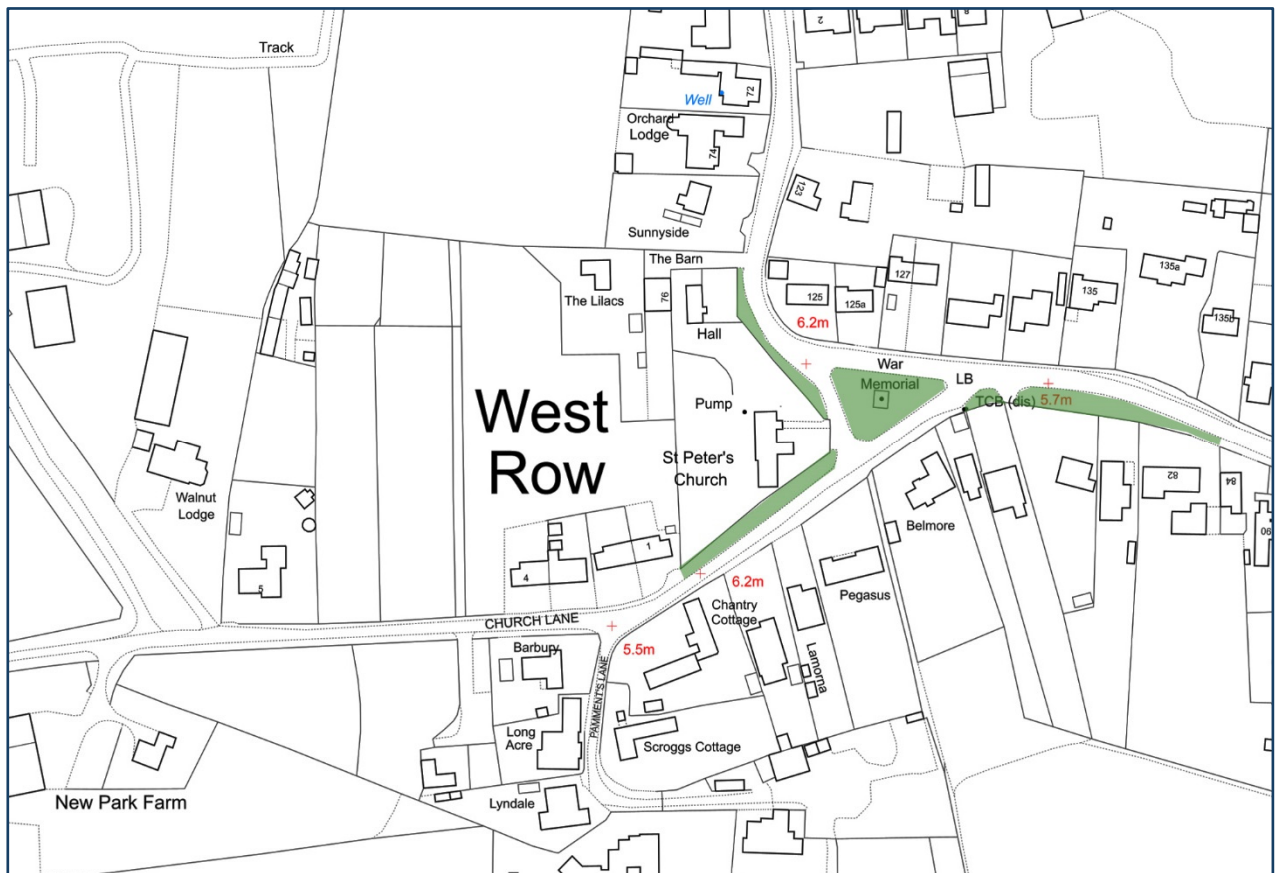 2
8
Track
Well
72
Orchard
Lodge
74
123
Sunnyside
The Barn
127
135a
The Lilacs
76
125
125a
135
135b
Hall
6.2m
War
Memorial
LB
TCB (dis)
5.7m
West
Row
Pump
St Peter's
Church
Walnut
Lodge
82
84
90
Belmore
1
4
5
6.2m
Pegasus
Chantry
Cottage
CHURCH LANE
Barbury
5.5m
Lamorna
PAMMENT'S LANE
Long
Acre
Scroggs Cottage
New Park Farm
Lyndale